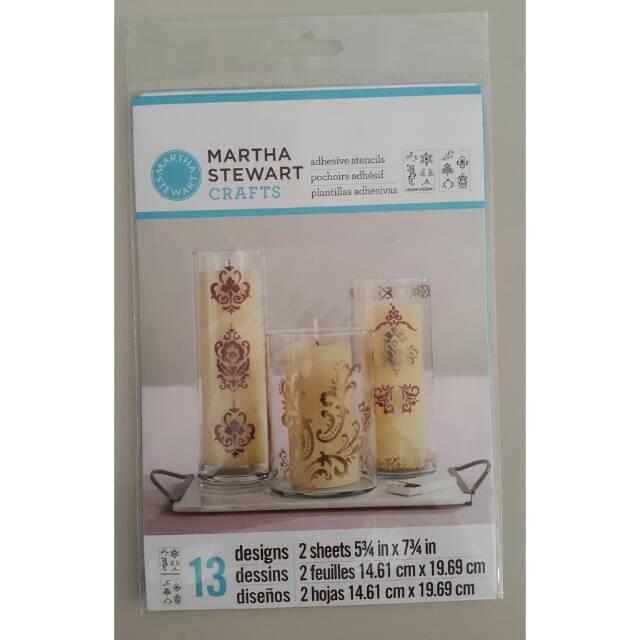 MARTHA
STEWART
MARTHA
STEWART
CRAFTS
adhesive stencils
pochoirs adhésif
plantillas adhesivas
13
designs
dessins
diseños
2 sheets 5¾ in x 7¾ in
2 feuilles 14.61 cm x 19.69 cm
2 hojas 14.61 cm x 19.69 cm